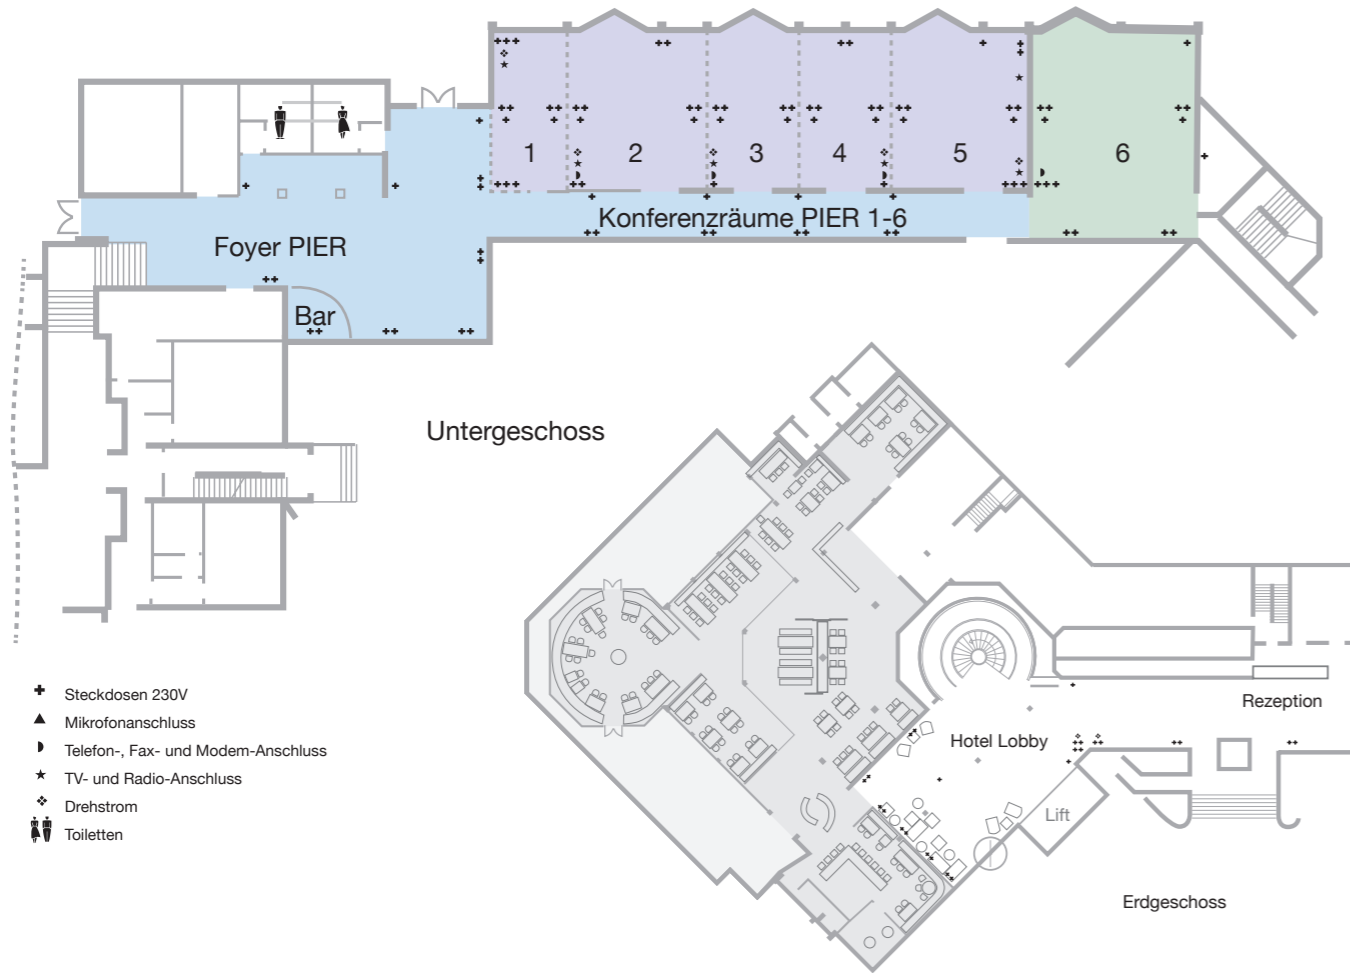 1
2
3
4
5
6
Konferenzräume PIER 1-6
Foyer PIER
Bar
Untergeschoss
Steckdosen 230V
Mikrofonanschluss
Telefon-, Fax- und Modem-Anschluss
TV- und Radio-Anschluss
Drehstrom
Toiletten
Rezeption
Hotel Lobby
Lift
Erdgeschoss